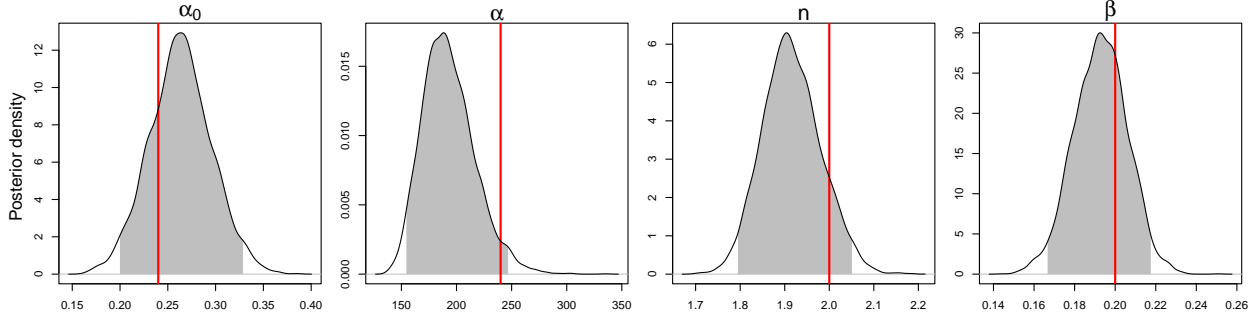 α0 α n β
Posterior density
0 2 4 6 8 10 12
0.15 0.20 0.25 0.30 0.35 0.40
0.000 0.005 0.010 0.015
150 200 250 300 350
0 1 2 3 4 5 6
1.7 1.8 1.9 2.0 2.1 2.2
0 5 10 15 20 25 30
0.14 0.16 0.18 0.20 0.22 0.24 0.26